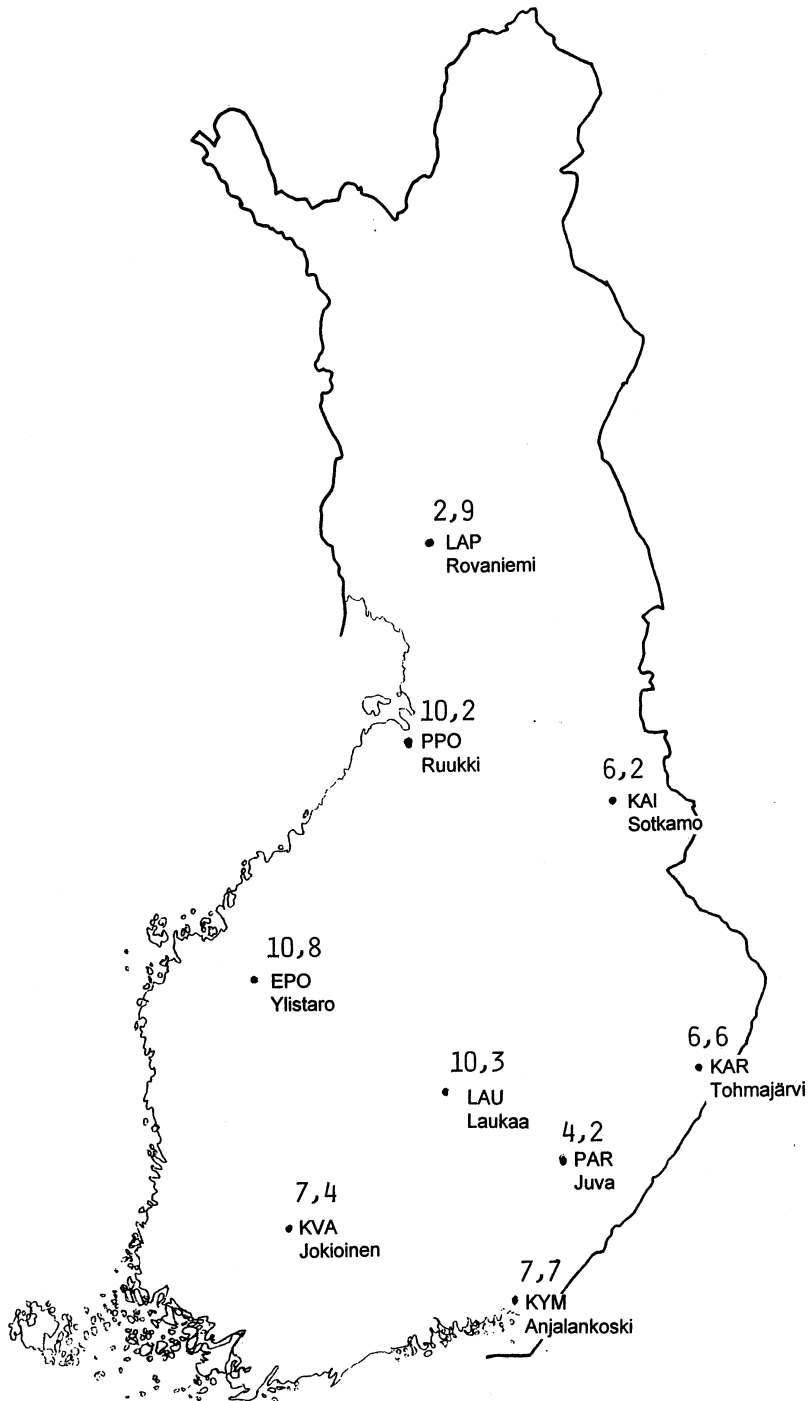 2,9
LAP
Rovaniemi
10,2
PPO
Ruukki
6,2
KAI
Sotkamo
10,8
EPO
Ylistaro
6,6
KAR
Tohmajärvi
10,3
LAU
Laukaa
4,2
PAR
Juva
7,4
KVA
Jokioinen
7,7
KYM
Anjalankoski